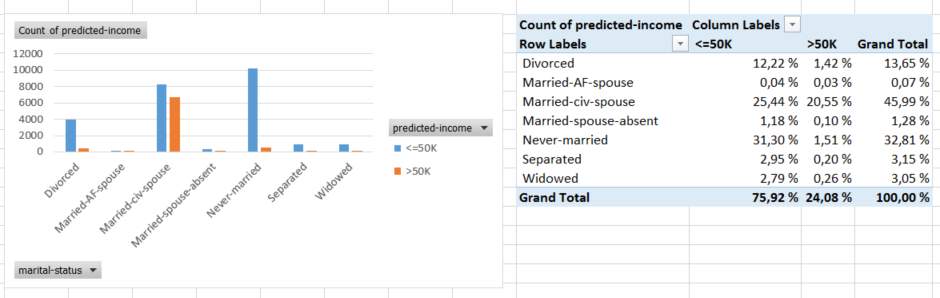 Count of predicted-income
12000
10000
8000
6000
4000
2000
0
Divorced
Married-AF-spouse
Married-civ-spouse
Married-spouse-absent
Never-married
Separated
Widowed
predicted-income
<=50K
>50K
marital-status
Count of predicted-income Column Labels
Row Labels <=50K >50K Grand Total
Divorced 12,22 % 1,42 % 13,65 %
Married-AF-spouse 0,04 % 0,03 % 0,07 %
Married-civ-spouse 25,44 % 20,55 % 45,99 %
Married-spouse-absent 1,18 % 0,10 % 1,28 %
Never-married 31,30 % 1,51 % 32,81 %
Separated 2,95 % 0,20 % 3,15 %
Widowed 2,79 % 0,26 % 3,05 %
Grand Total 75,92 % 24,08 % 100,00 %